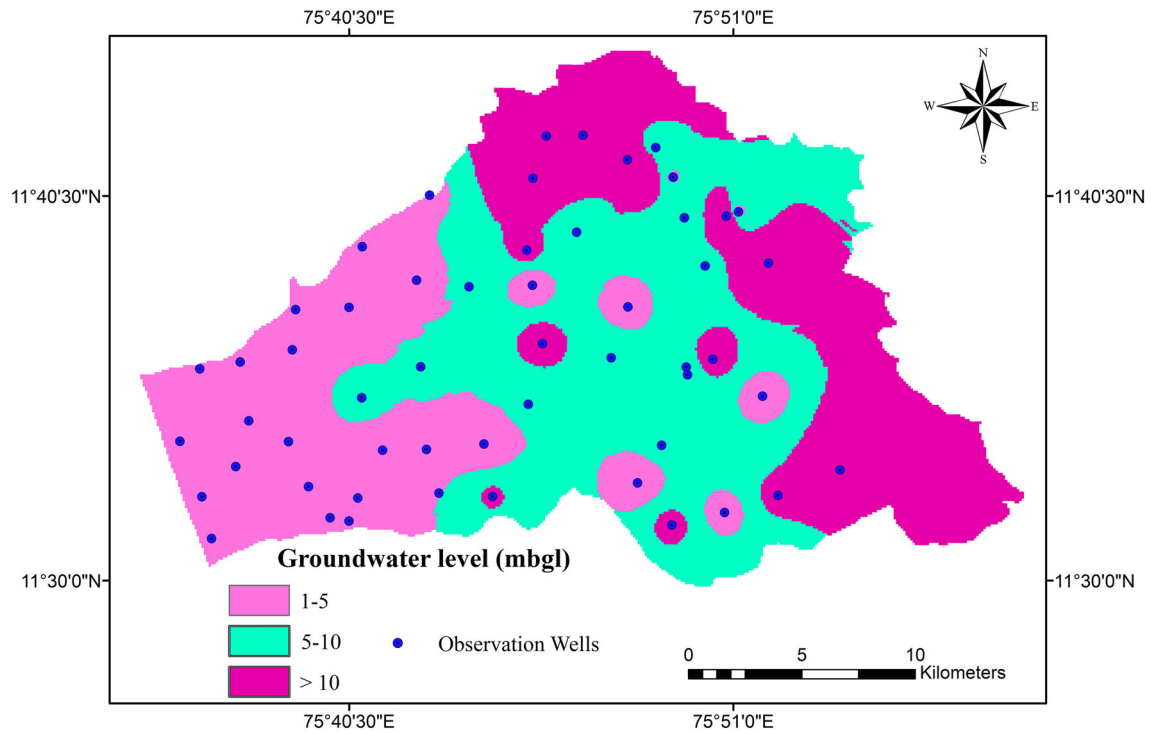 75°40'30"E 75°51'0"E
N
W E
S
11°40'30"N 11°40'30"N
11°30'0"N 11°30'0"N
Groundwater level (mbgl)
1-5
5-10 Observation Wells
> 10
0 5 10
Kilometers
75°40'30"E 75°51'0"E